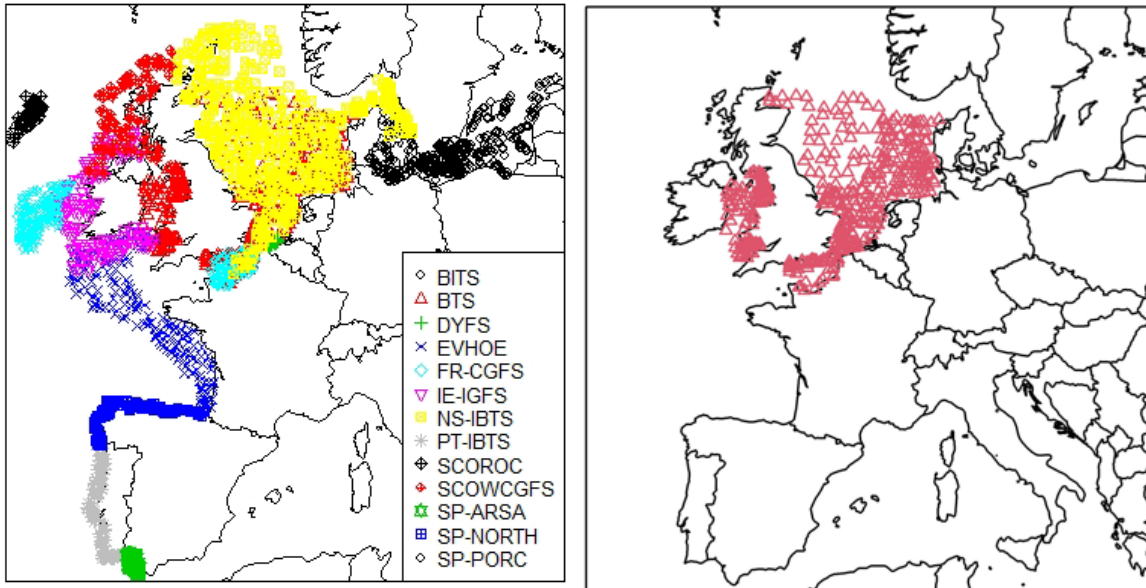 BITS
BTS
DYFS
EVHOE
FR-CGFS
IE-IGFS
NS-IBTS
PT-IBTS
SCOROC
SCOWCGFS
SP-ARSA
SP-NORTH
SP-PORC